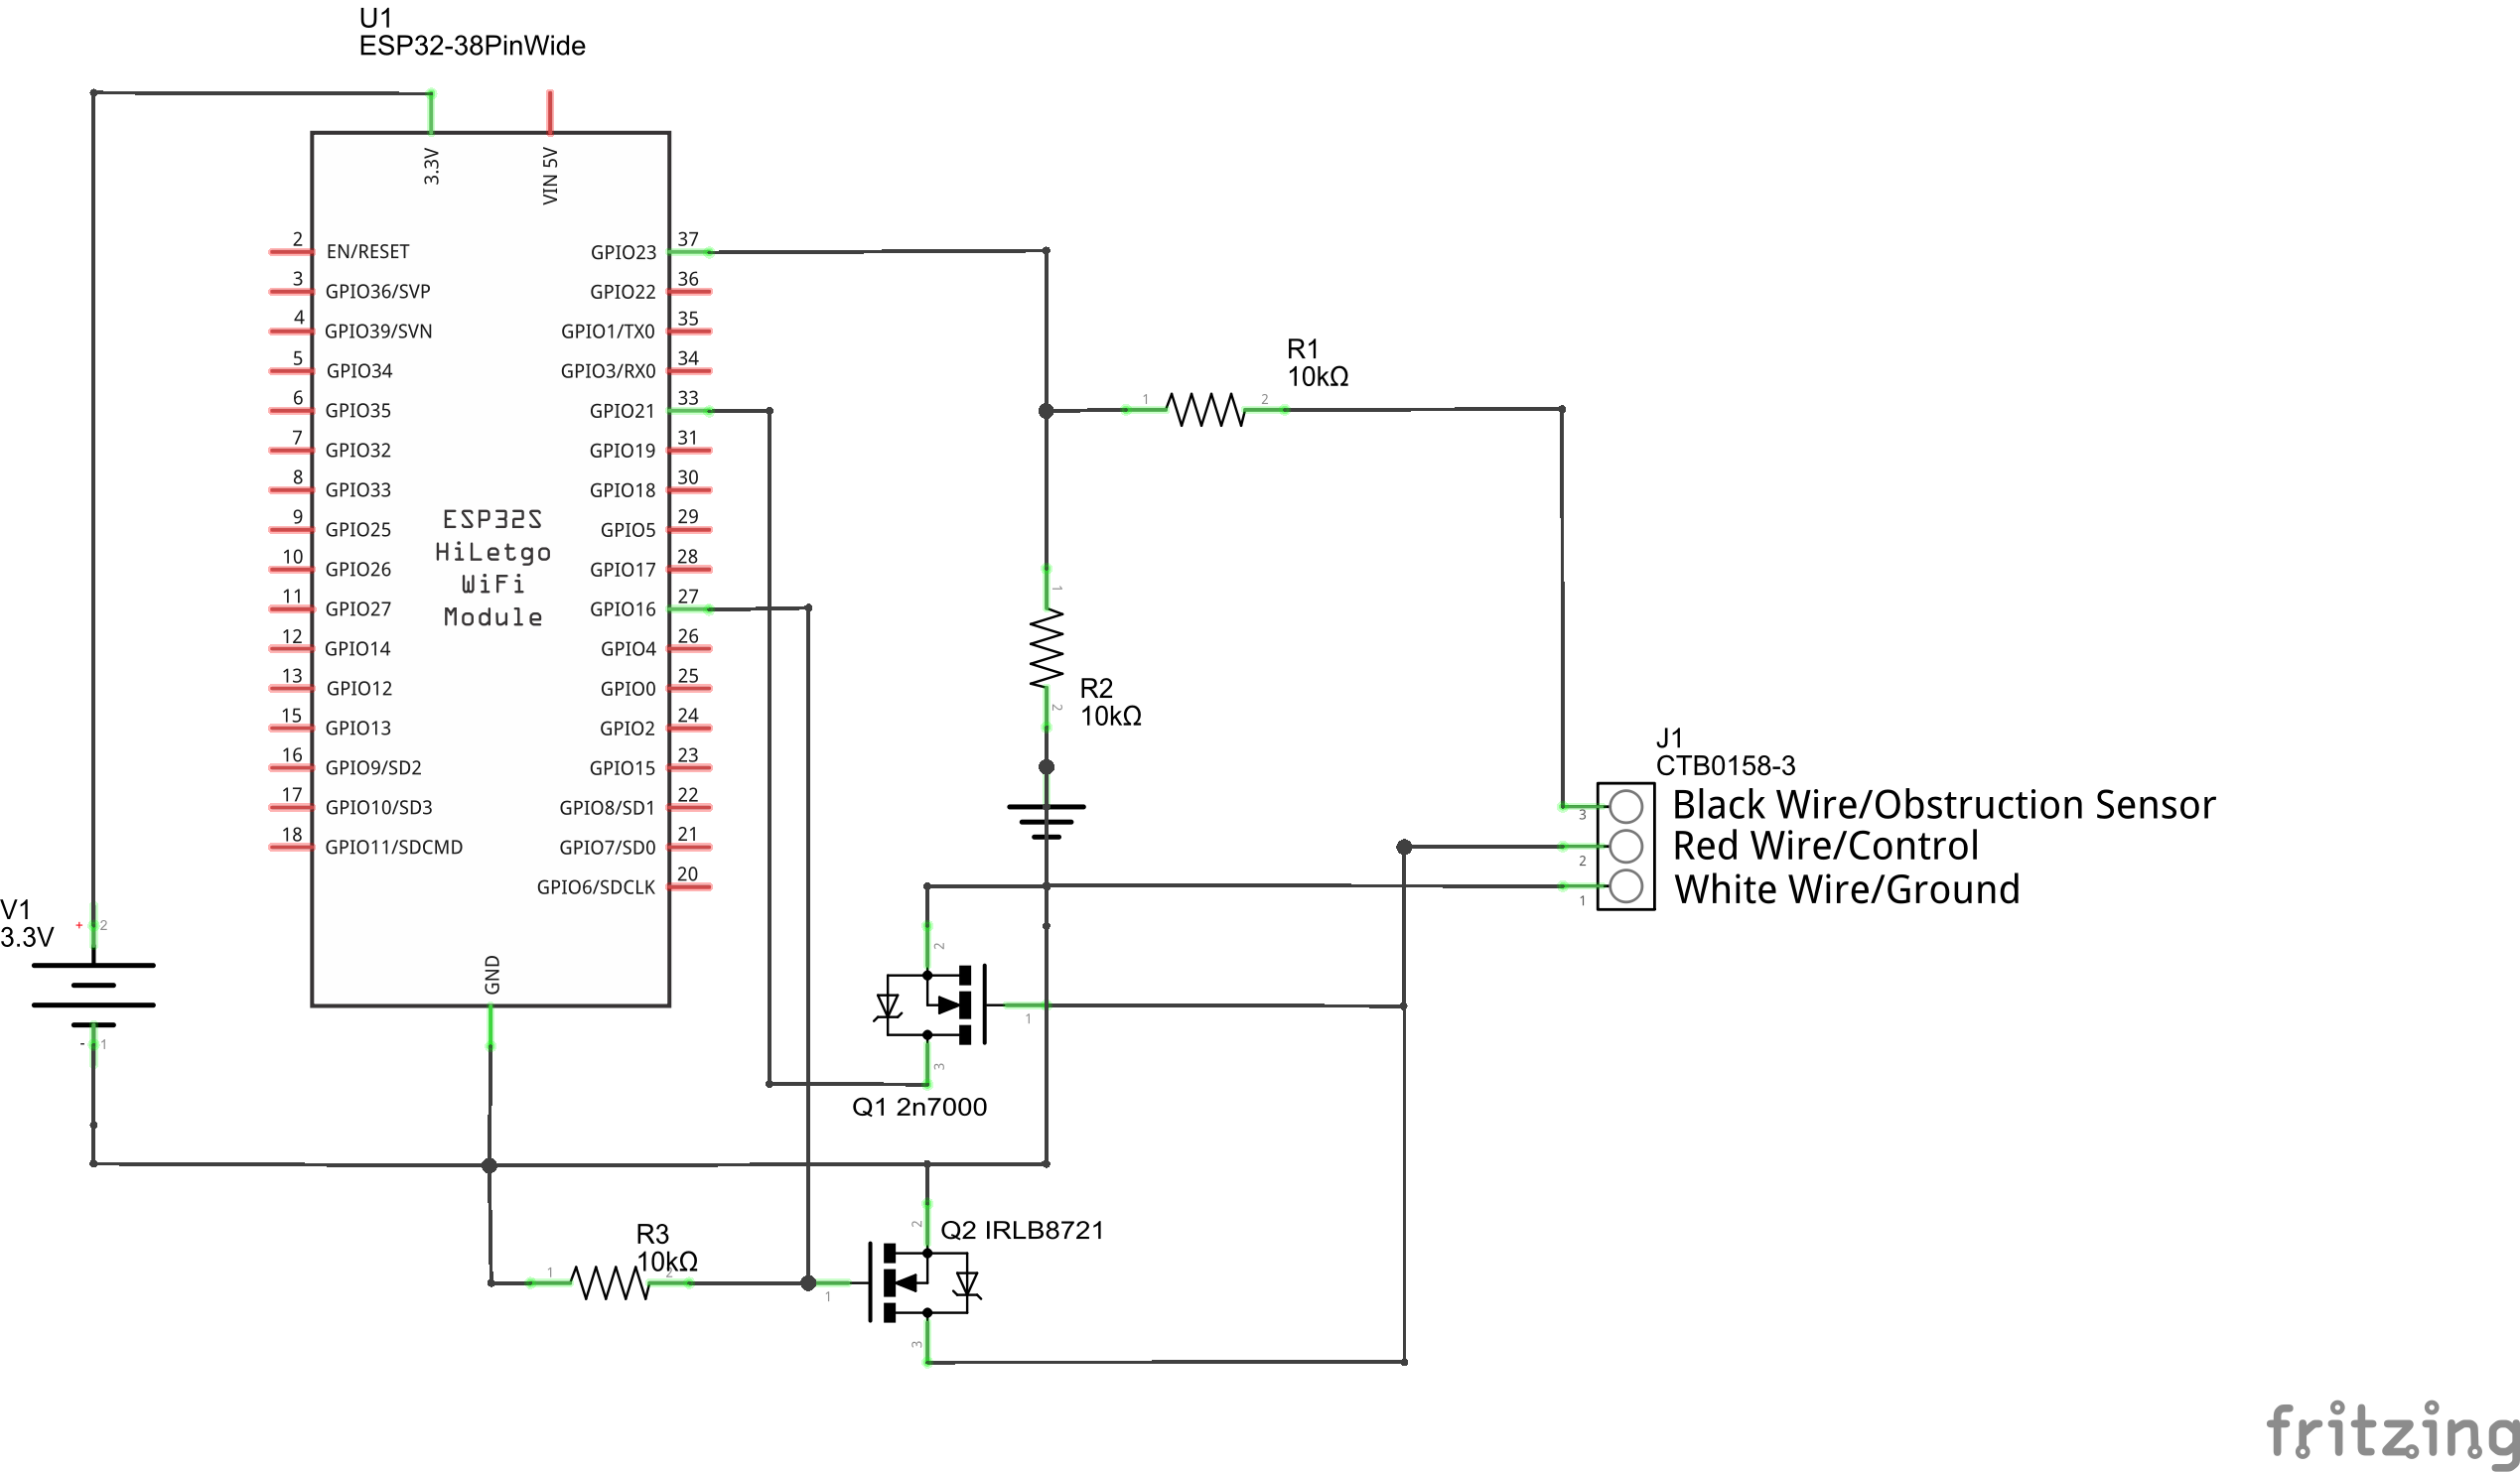 U1
ESP32-38PinWide
3.3V
VIN 5V
2
EN/RESET
3
GPIO36/SVP
4
GPIO39/SVN
5
GPIO34
6
GPIO35
7
GPIO32
8
GPIO33
9
GPIO25
10
GPIO26
11
GPIO27
12
GPIO14
13
GPIO12
15
GPIO13
16
GPIO9/SD2
17
GPIO10/SD3
18
GPIO11/SDCMD
ESP32S
HiLetgo
WiFi
Module
37
GPIO23
36
GPIO22
35
GPIO1/TX0
34
GPIO3/RX0
33
GPIO21
31
GPIO19
30
GPIO18
29
GPIO5
28
GPIO17
27
GPIO16
26
GPIO4
25
GPIO0
24
GPIO2
23
GPIO15
22
GPIO8/SD1
21
GPIO7/SD0
20
GPIO6/SDCLK
GND
R1
10kΩ
1
2
1
R2
10kΩ
2
J1
CTB0158-3
3
Black Wire/Obstruction Sensor
2
Red Wire/Control
1
White Wire/Ground
V1
3.3V
+
2
-
1
2
1
3
Q1 2n7000
R3
10kΩ
1
2
2
Q2 IRLB8721
1
3
fritzing